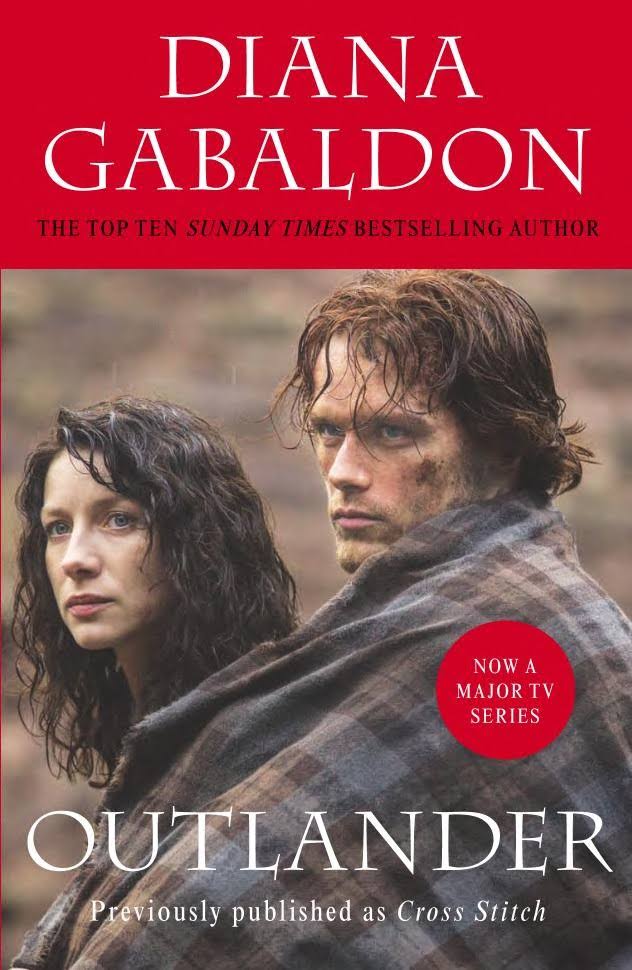 DIANA
GABALDON
THE TOP TEN SUNDAY TIMES BESTSELLING AUTHOR
NOW A
MAJOR TV
SERIES
OUTLANDER
Previously published as Cross Stitch